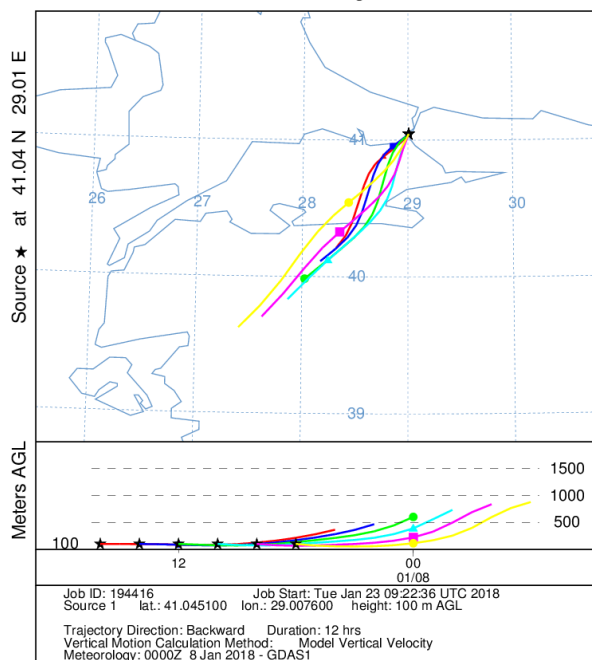 Source ★ at 41.04 N 29.01 E
41
26
27
28
29
30
40
39
Meters AGL
1500
1000
500
100
12
00
01/08
Job ID: 194416 Job Start: Tue Jan 23 09:22:36 UTC 2018
Source 1 lat.: 41.045100 lon.: 29.007600 height: 100 m AGL
Trajectory Direction: Backward Duration: 12 hrs
Vertical Motion Calculation Method: Model Vertical Velocity
Meteorology: 0000Z 8 Jan 2018 - GDAS1